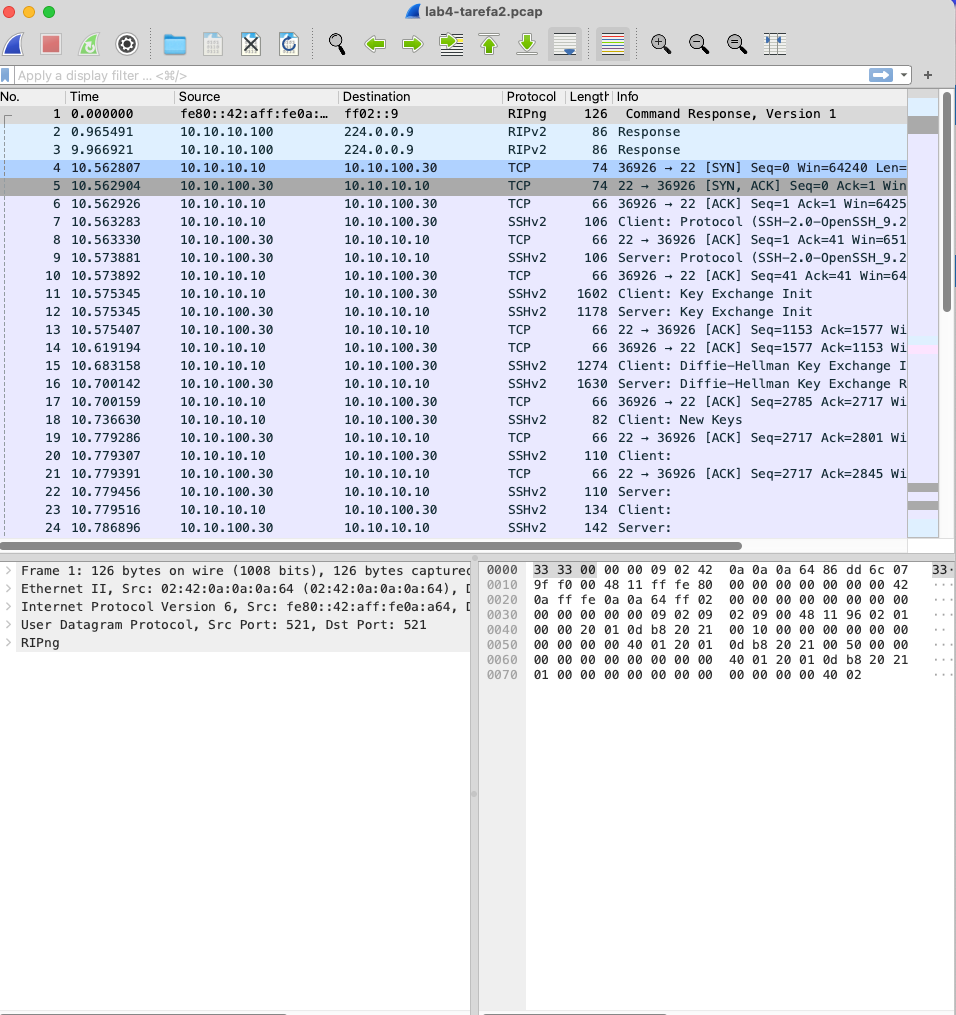 lab4-tarefa2.pcap
Apply a display filter ... <⌘/>
No. Time Source Destination Protocol Length Info
1 0.000000 fe80::42:aff:fe0a:… ff02::9 RIPng 126 Command Response, Version 1
2 0.965491 10.10.10.100 224.0.0.9 RIPv2 86 Response
3 9.966921 10.10.10.100 224.0.0.9 RIPv2 86 Response
4 10.562807 10.10.10.10 10.10.100.30 TCP 74 36926 → 22 [SYN] Seq=0 Win=64240 Len=
5 10.562904 10.10.100.30 10.10.10.10 TCP 74 22 → 36926 [SYN, ACK] Seq=0 Ack=1 Win
6 10.562926 10.10.10.10 10.10.100.30 TCP 66 36926 → 22 [ACK] Seq=1 Ack=1 Win=6425
7 10.563283 10.10.10.10 10.10.100.30 SSHv2 106 Client: Protocol (SSH-2.0-OpenSSH_9.2
8 10.563330 10.10.100.30 10.10.10.10 TCP 66 22 → 36926 [ACK] Seq=1 Ack=41 Win=651
9 10.573881 10.10.100.30 10.10.10.10 SSHv2 106 Server: Protocol (SSH-2.0-OpenSSH_9.2
10 10.573892 10.10.10.10 10.10.100.30 TCP 66 36926 → 22 [ACK] Seq=41 Ack=41 Win=64
11 10.575345 10.10.10.10 10.10.100.30 SSHv2 1602 Client: Key Exchange Init
12 10.575345 10.10.100.30 10.10.10.10 SSHv2 1178 Server: Key Exchange Init
13 10.575407 10.10.100.30 10.10.10.10 TCP 66 22 → 36926 [ACK] Seq=1153 Ack=1577 Wi
14 10.619194 10.10.10.10 10.10.100.30 TCP 66 36926 → 22 [ACK] Seq=1577 Ack=1153 Wi
15 10.683158 10.10.10.10 10.10.100.30 SSHv2 1274 Client: Diffie-Hellman Key Exchange I
16 10.700142 10.10.100.30 10.10.10.10 SSHv2 1630 Server: Diffie-Hellman Key Exchange R
17 10.700159 10.10.10.10 10.10.100.30 TCP 66 36926 → 22 [ACK] Seq=2785 Ack=2717 Wi
18 10.736630 10.10.10.10 10.10.100.30 SSHv2 82 Client: New Keys
19 10.779286 10.10.100.30 10.10.10.10 TCP 66 22 → 36926 [ACK] Seq=2717 Ack=2801 Wi
20 10.779307 10.10.10.10 10.10.100.30 SSHv2 110 Client:
21 10.779391 10.10.100.30 10.10.10.10 TCP 66 22 → 36926 [ACK] Seq=2717 Ack=2845 Wi
22 10.779456 10.10.100.30 10.10.10.10 SSHv2 110 Server:
23 10.779516 10.10.10.10 10.10.100.30 SSHv2 134 Client:
24 10.786896 10.10.100.30 10.10.10.10 SSHv2 142 Server:
Frame 1: 126 bytes on wire (1008 bits), 126 bytes captured
Ethernet II, Src: 02:42:0a:0a:0a:64 (02:42:0a:0a:0a:64), D
Internet Protocol Version 6, Src: fe80::42:aff:fe0a:a64, D
User Datagram Protocol, Src Port: 521, Dst Port: 521
RIPng
0000 33 33 00 00 00 09 02 42 0a 0a 0a 64 86 dd 6c 07 33·
0010 9f f0 00 48 11 ff fe 80 00 00 00 00 00 00 00 42 ···
0020 0a ff fe 0a 0a 64 ff 02 00 00 00 00 00 00 00 00 ···
0030 00 00 00 00 00 09 02 09 02 09 00 48 11 96 02 01 ···
0040 00 00 20 01 0d b8 20 21 00 10 00 00 00 00 00 00 ·· ·
0050 00 00 00 00 40 01 20 01 0d b8 20 21 00 50 00 00 ···
0060 00 00 00 00 00 00 00 00 40 01 20 01 0d b8 20 21 ···
0070 01 00 00 00 00 00 00 00 00 00 00 00 40 02 ···